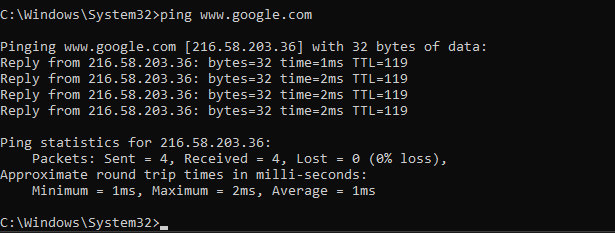 C:\Windows\System32>ping www.google.com
Pinging www.google.com [216.58.203.36] with 32 bytes of data:
Reply from 216.58.203.36: bytes=32 time=1ms TTL=119
Reply from 216.58.203.36: bytes=32 time=2ms TTL=119
Reply from 216.58.203.36: bytes=32 time=2ms TTL=119
Reply from 216.58.203.36: bytes=32 time=2ms TTL=119
Ping statistics for 216.58.203.36:
    Packets: Sent = 4, Received = 4, Lost = 0 (0% loss),
Approximate round trip times in milli-seconds:
    Minimum = 1ms, Maximum = 2ms, Average = 1ms
C:\Windows\System32>